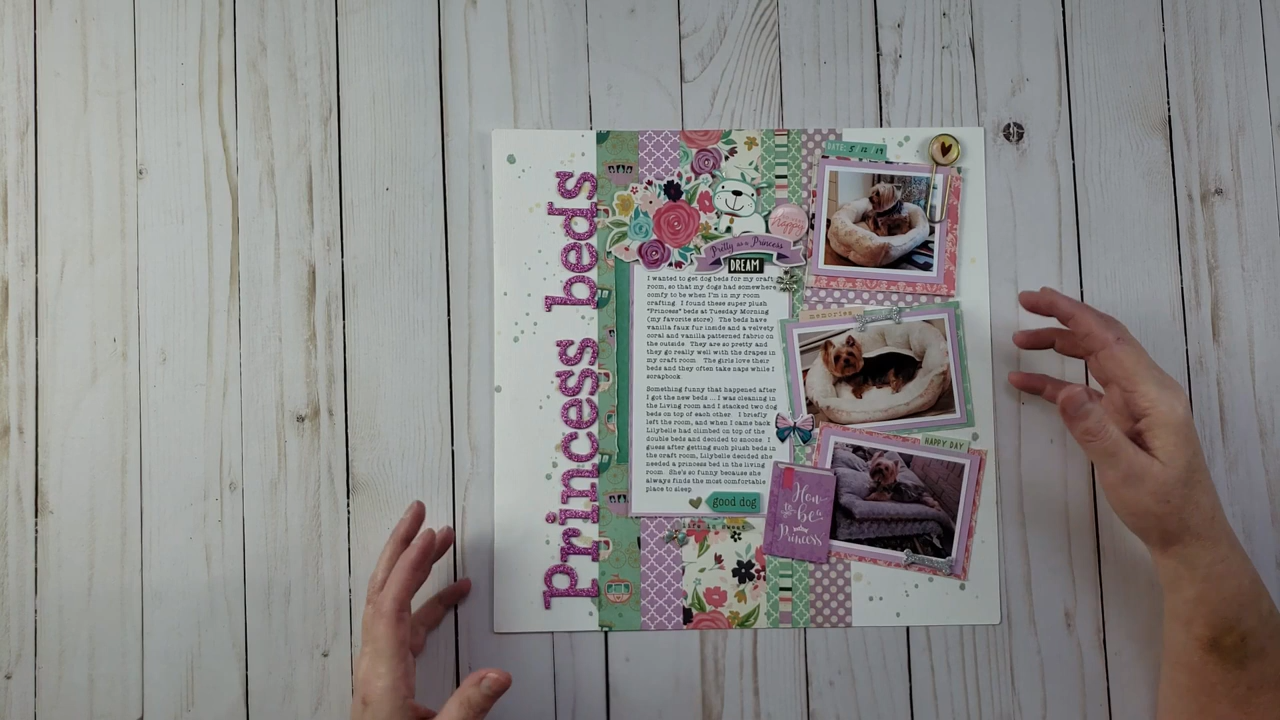 princess beds
DATE: 5/12/19
happy
Pretty as a Princess
DREAM
I wanted to get dog beds for my craft
room, so that my dogs had somewhere
comfy to be when I'm in my room
crafting. I found these super plush
"Princess" beds at Tuesday Morning
(my favorite store) The beds have
vanilla faux fur inside and a velvety
coral and vanilla patterned fabric on
the outside They are so pretty and
they go really well with the drapes in
my craft room. The girls love their
beds and they often take naps while I
scrapbook
Something funny that happened after
I got the new beds ... I was cleaning in
the Living room and I stacked two dog
beds on top of each other. I briefly
left the room, and when I came back
Lilybelle had climbed on top of the
double beds and decided to snooze I
guess after getting such plush beds in
the craft room, Lilybelle decided she
needed a princess bed in the living
room. She's so funny because she
always finds the most comfortable
place to sleep.
good dog
life is sweet
memories
HAPPY DAY
How
to be a
Princess